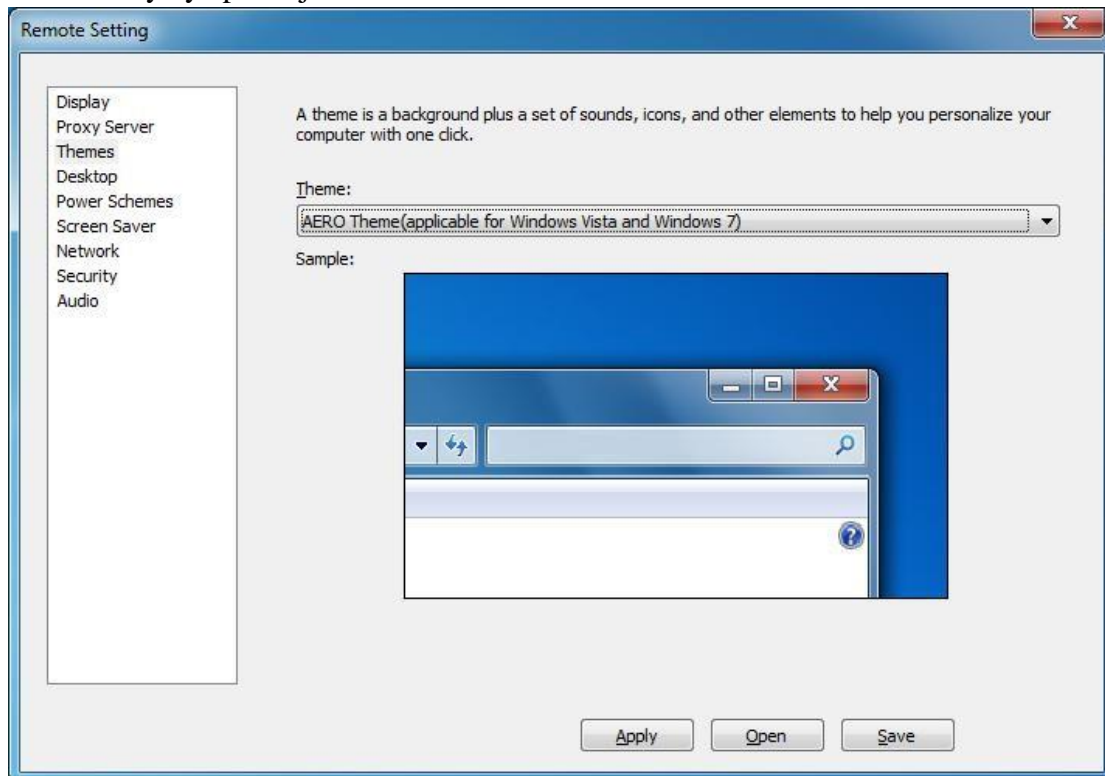 Remote Setting
Display
Proxy Server
Themes
Desktop
Power Schemes
Screen Saver
Network
Security
Audio
A theme is a background plus a set of sounds, icons, and other elements to help you personalize your
computer with one click.
Theme:
AERO Theme(applicable for Windows Vista and Windows 7)
Sample:
Apply
Open
Save